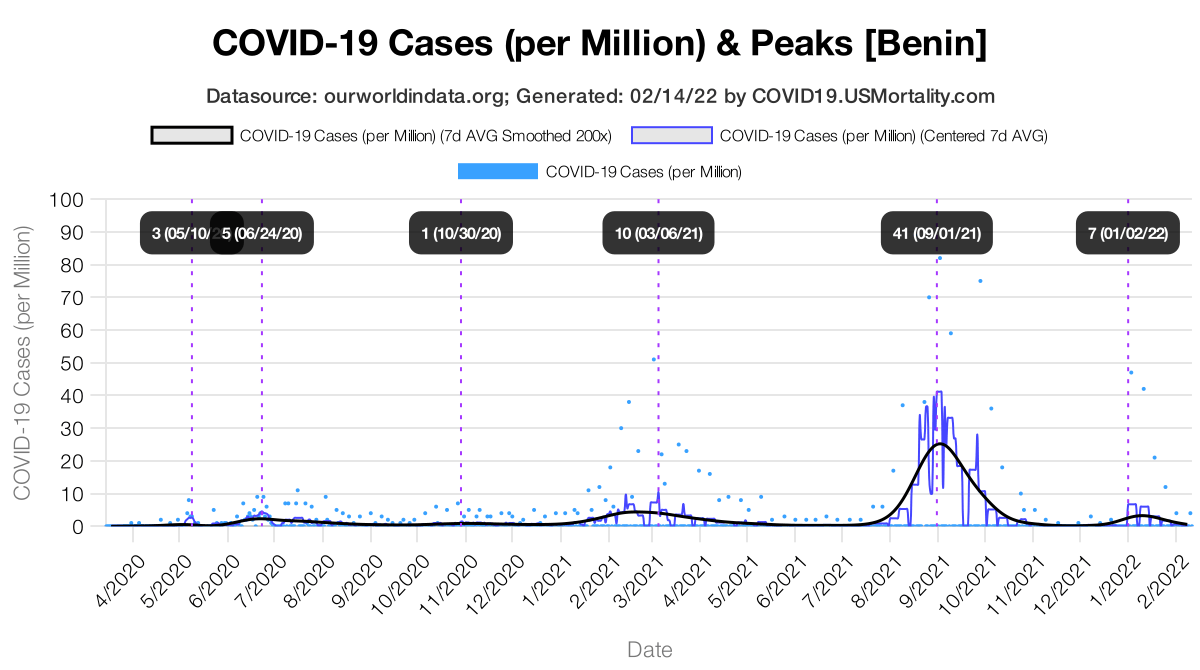 COVID-19 Cases (per Million) & Peaks [Benin]
Datasource: ourworldindata.org; Generated: 02/14/22 by COVID19.USMortality.com
COVID-19 Cases (per Million) (7d AVG Smoothed 200x) COVID-19 Cases (per Million) (Centered 7d AVG)
COVID-19 Cases (per Million)
COVID-19 Cases (per Million)
100
90
80
70
60
50
40
30
20
10
0
3 (05/10/2 5 (06/24/20) 1 (10/30/20) 10 (03/06/21) 41 (09/01/21) 7 (01/02/22)
4/2020 5/2020 6/2020 7/2020 8/2020 9/2020 10/2020 11/2020 12/2020 1/2021 2/2021 3/2021 4/2021 5/2021 6/2021 7/2021 8/2021 9/2021 10/2021 11/2021 12/2021 1/2022 2/2022
Date